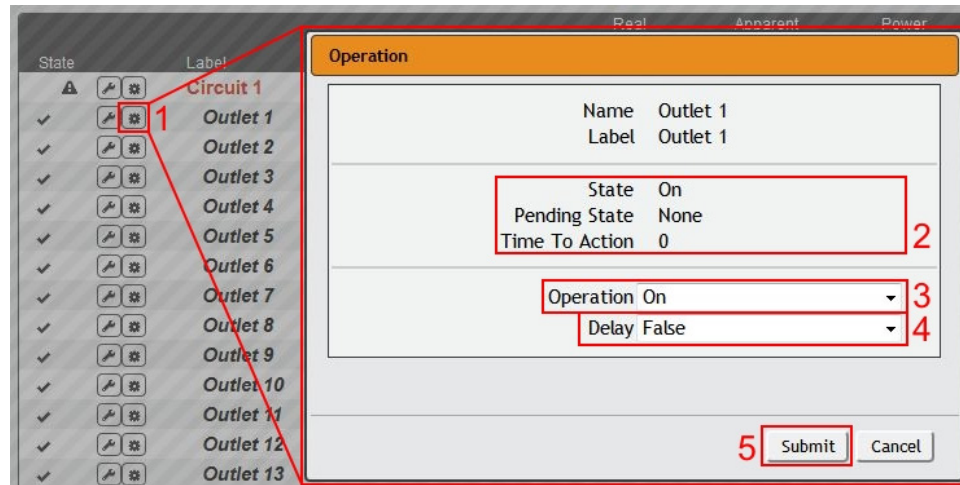 Real Apparent Power
State Label
Circuit 1
1 Outlet 1
Outlet 2
Outlet 3
Outlet 4
Outlet 5
Outlet 6
Outlet 7
Outlet 8
Outlet 9
Outlet 10
Outlet 11
Outlet 12
Outlet 13
Operation
Name Outlet 1
Label Outlet 1
State On
Pending State None
Time To Action 0
2
Operation On 3
Delay False 4
5 Submit Cancel